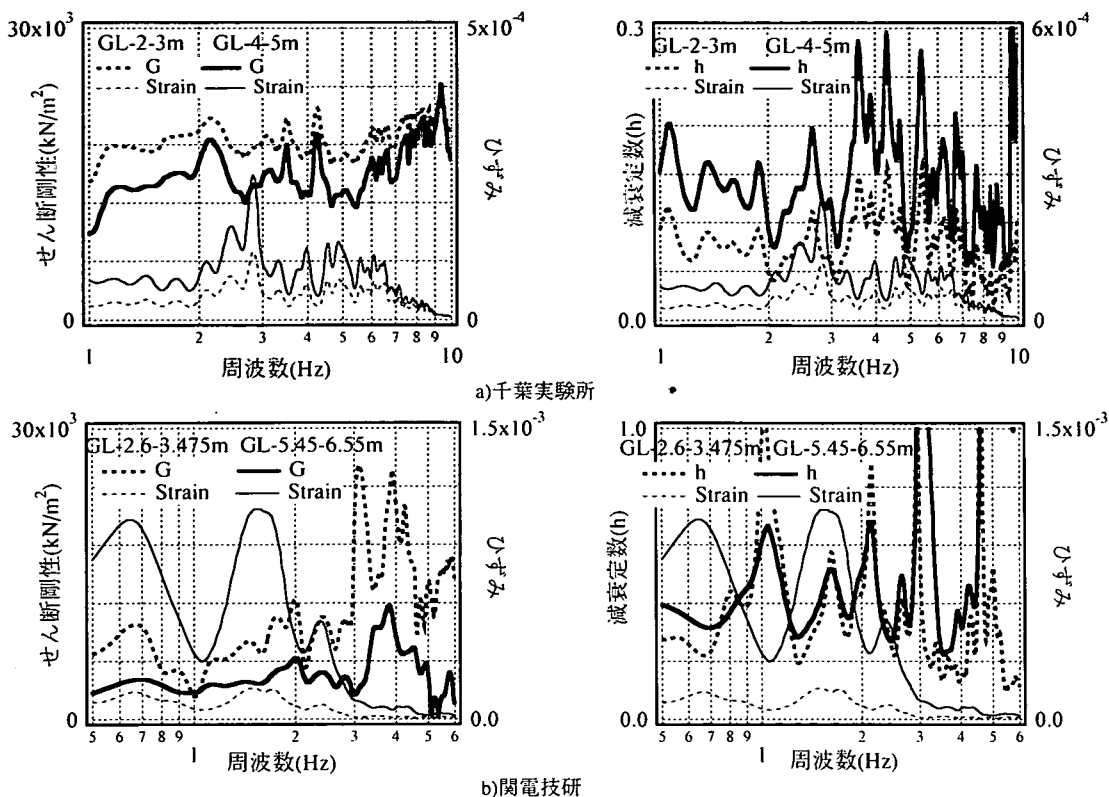 30x10³
5x10⁻⁴
GL-2-3m GL-4-5m
G G
Strain Strain
せん断剛性(kN/m²)
ひずみ
0
0
1 2 3 4 5 6 7 8 9 10
周波数(Hz)
0.3
6x10⁻⁴
GL-2-3m GL-4-5m
h h
Strain Strain
減衰定数(h)
ひずみ
0.0
0
1 2 3 4 5 6 7 8 9 10
周波数(Hz)
a)千葉実験所
30x10³
1.5x10⁻³
GL-2.6-3.475m GL-5.45-6.55m
G G
Strain Strain
せん断剛性(kN/m²)
ひずみ
0
0.0
5 6 7 8 9 1 2 3 4 5 6
周波数(Hz)
1.0
1.5x10⁻³
GL-2.6-3.475m GL-5.45-6.55m
h h
Strain Strain
減衰定数(h)
ひずみ
0.0
0.0
5 6 7 8 9 1 2 3 4 5 6
周波数(Hz)
b)関電技研